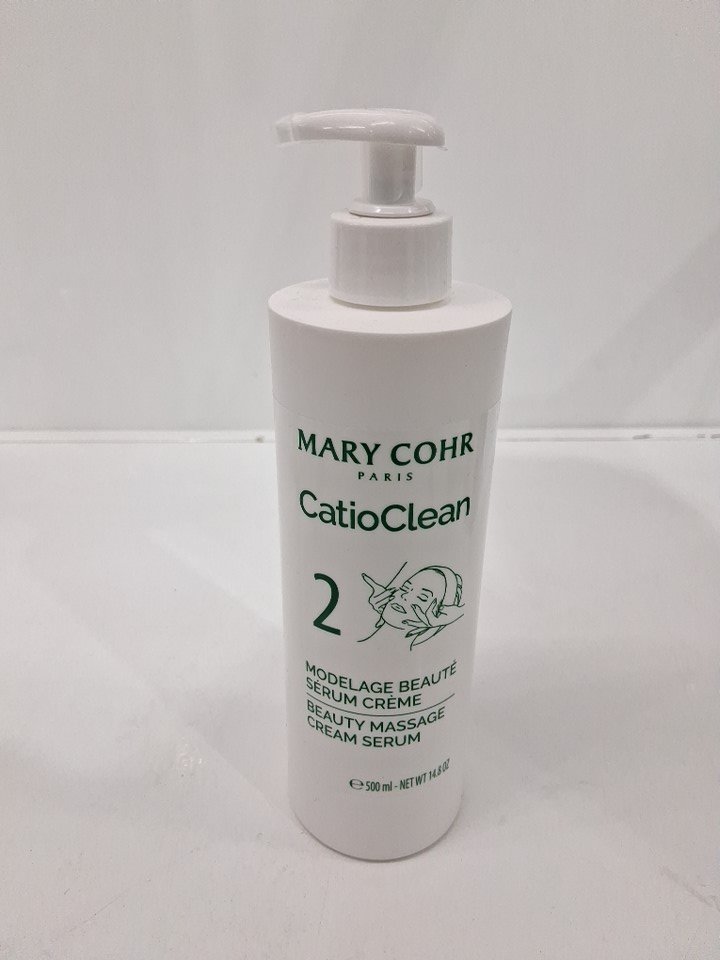 MARY COHR
PARIS
CatioClean
2
MODELAGE BEAUTÉ
SÉRUM CRÈME
BEAUTY MASSAGE
CREAM SERUM
℮ 500 ml - NET WT 14.8 OZ